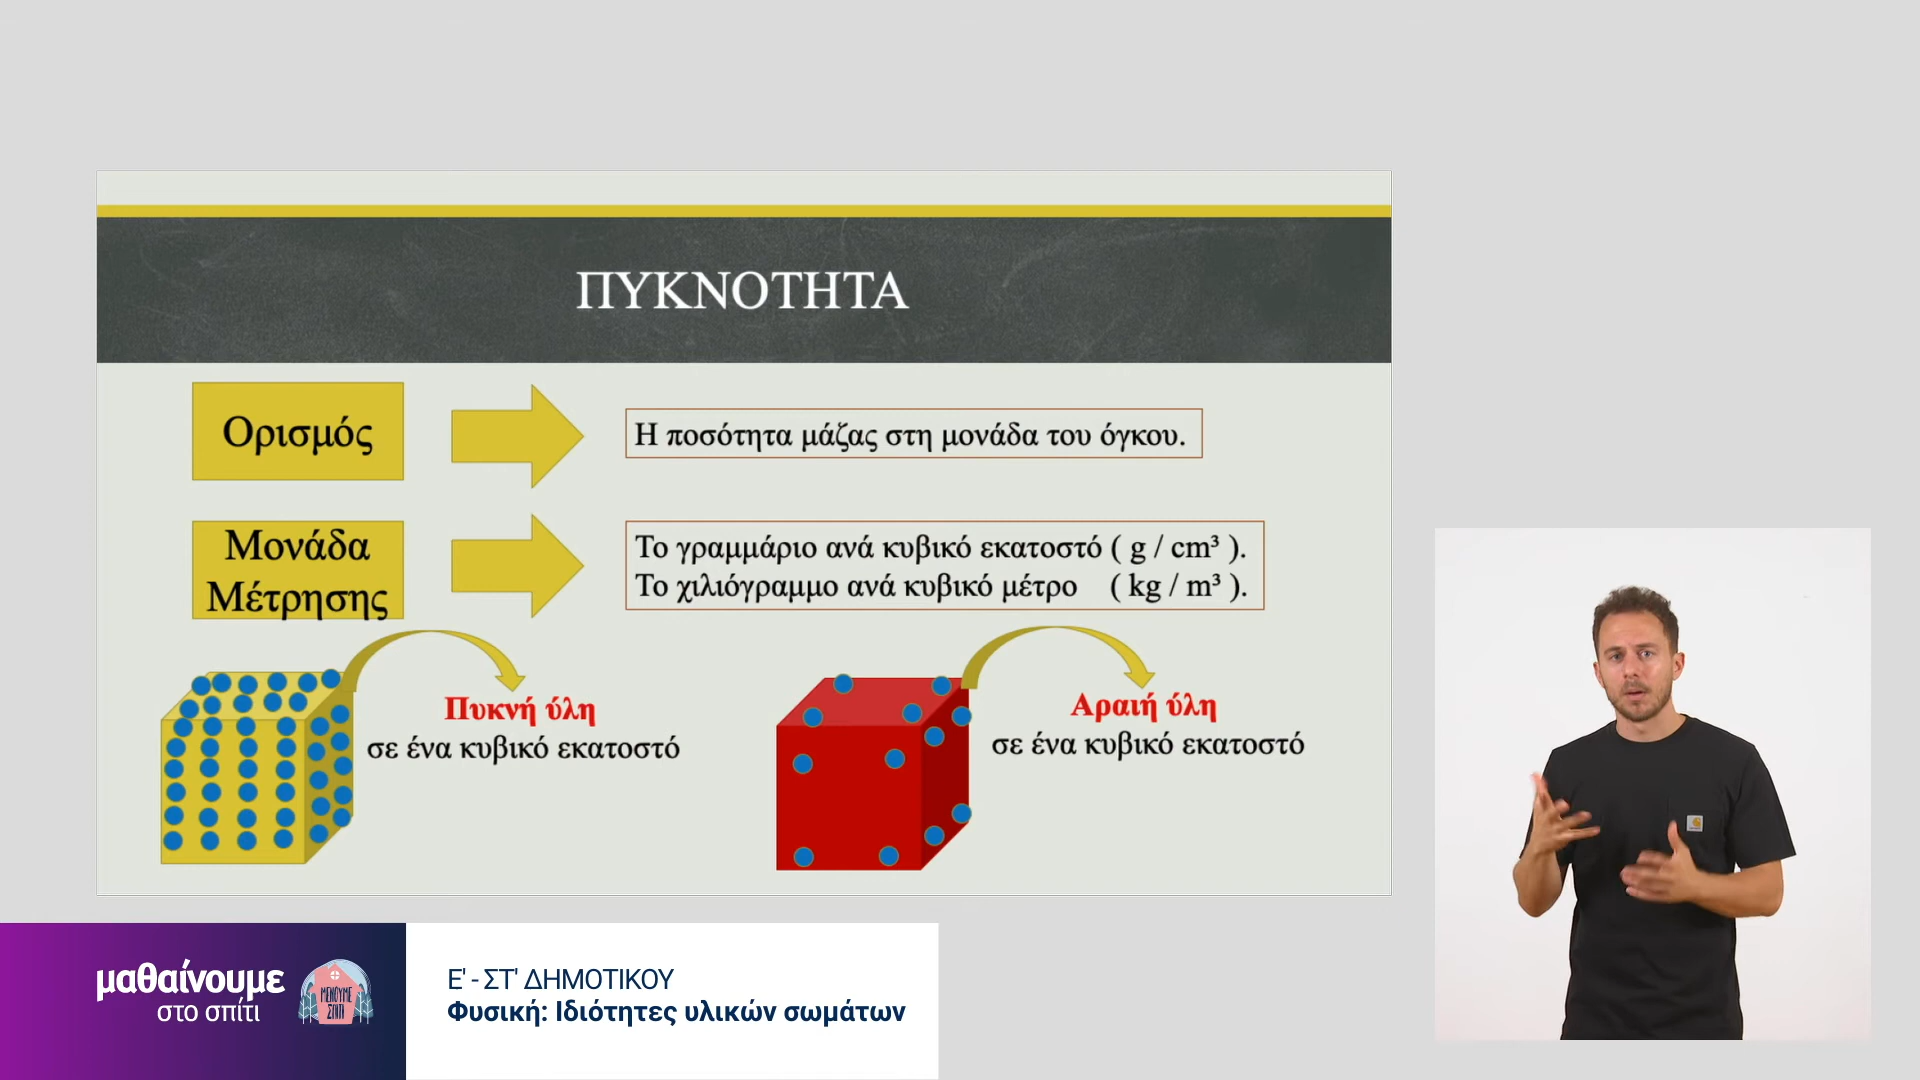 ΠΥΚΝΟΤΗΤΑ
Ορισμός
Η ποσότητα μάζας στη μονάδα του όγκου.
Μονάδα
Μέτρησης
Το γραμμάριο ανά κυβικό εκατοστό ( g / cm³ ).
Το χιλιόγραμμο ανά κυβικό μέτρο ( kg / m³ ).
Πυκνή ύλη
σε ένα κυβικό εκατοστό
Αραιή ύλη
σε ένα κυβικό εκατοστό
μαθαίνουμε
στο σπίτι
ΜΕΝΟΥΜΕ
ΣΠΙΤΙ
Ε' - ΣΤ' ΔΗΜΟΤΙΚΟΥ
Φυσική: Ιδιότητες υλικών σωμάτων